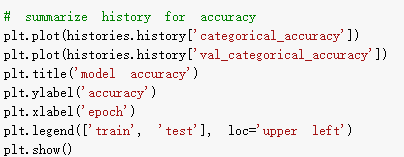 # summarize history for accuracy
plt.plot(histories.history['categorical_accuracy'])
plt.plot(histories.history['val_categorical_accuracy'])
plt.title('model accuracy')
plt.ylabel('accuracy')
plt.xlabel('epoch')
plt.legend(['train', 'test'], loc='upper left')
plt.show()